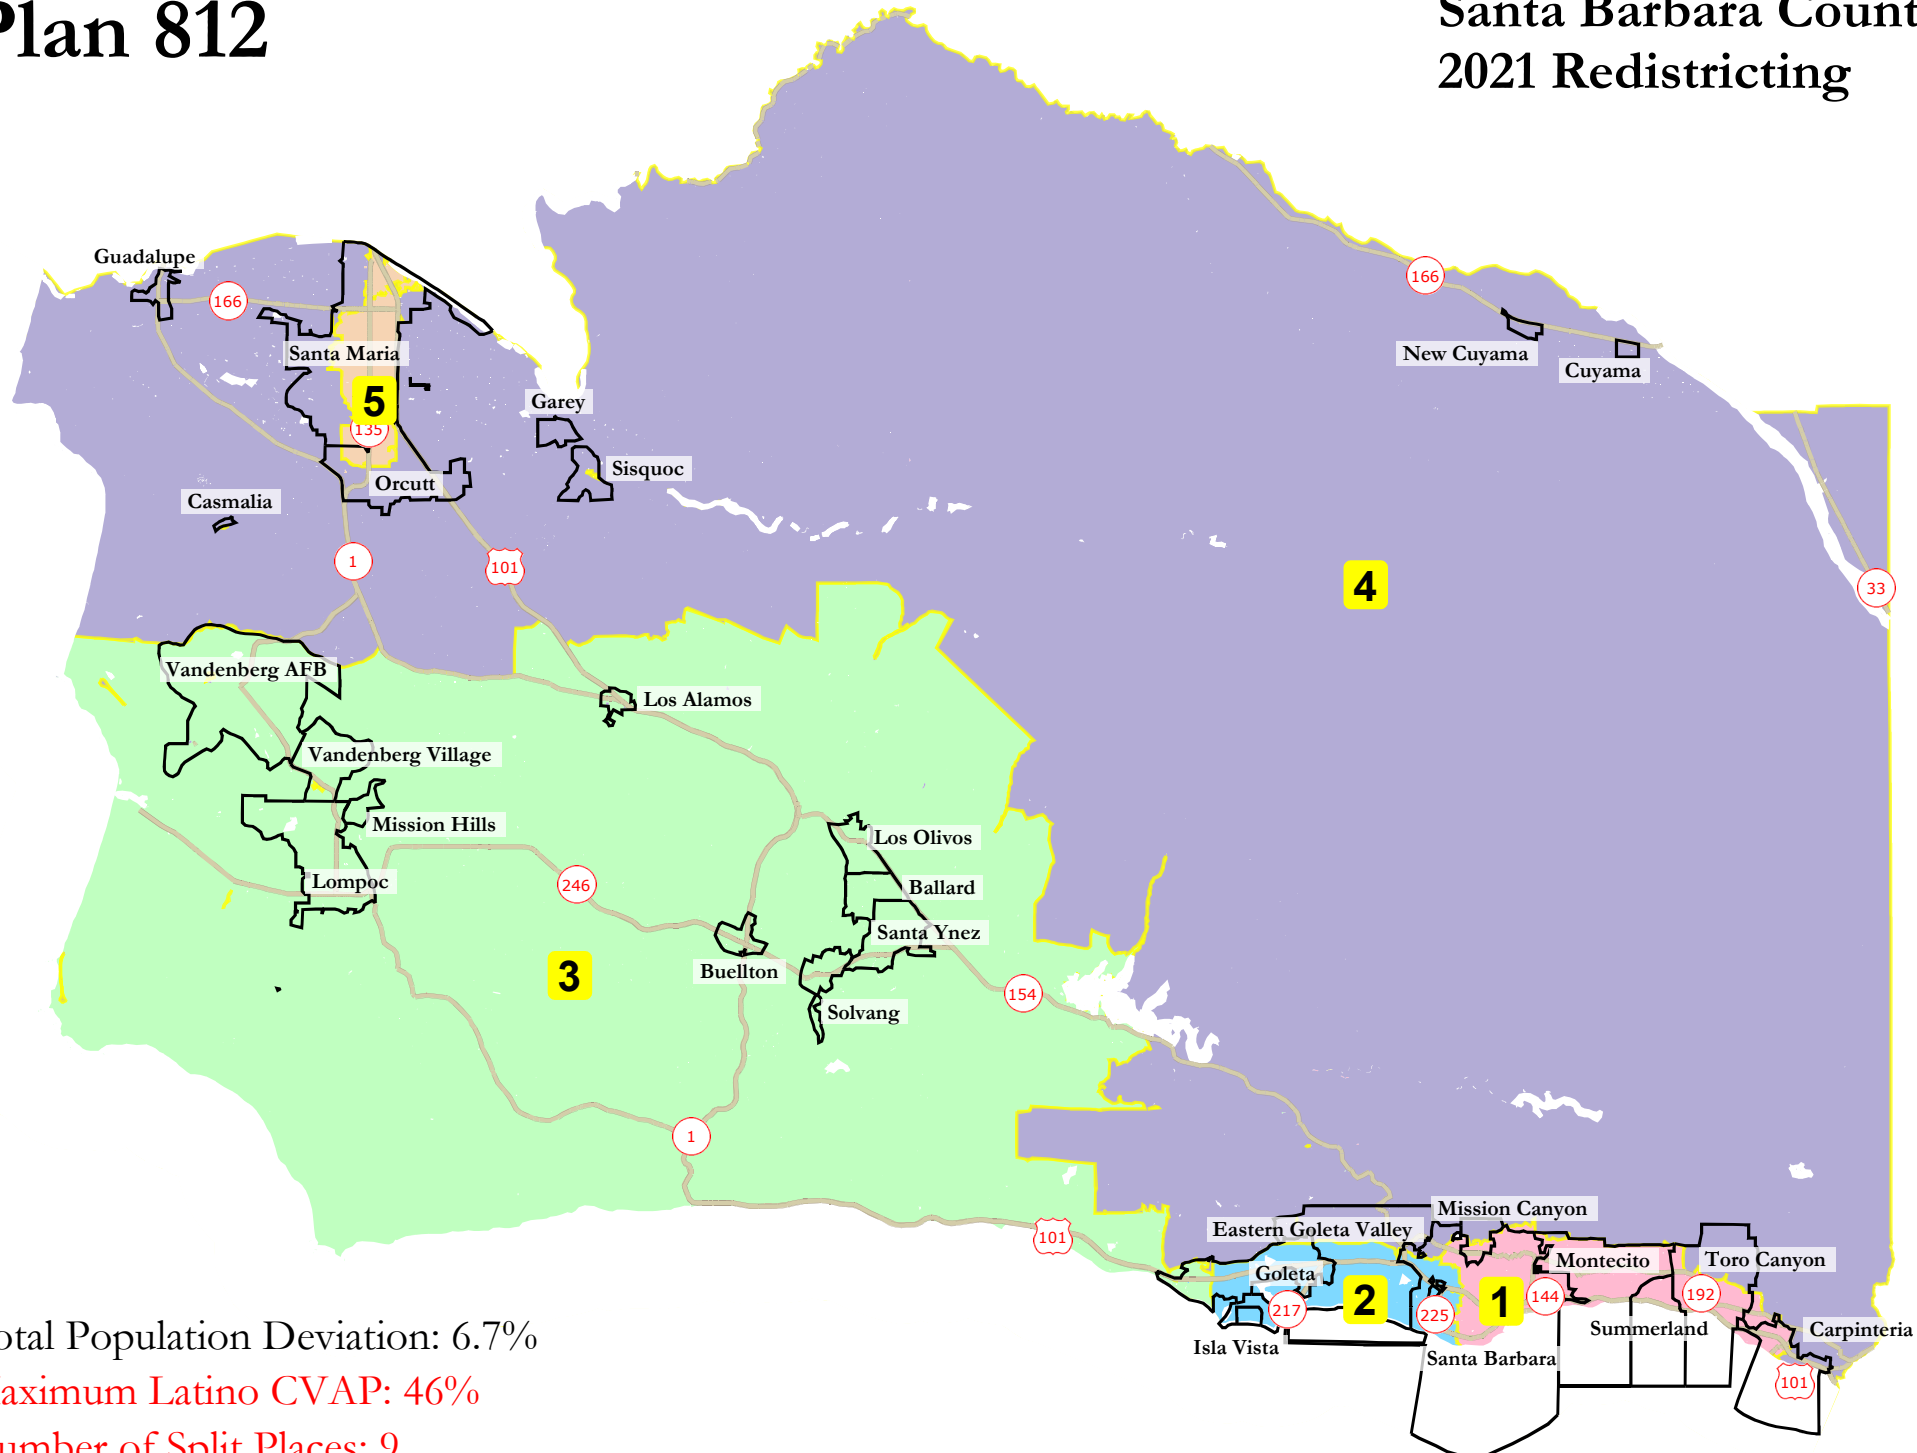 Plan 812
Santa Barbara Count
2021 Redistricting
Guadalupe
166
166
Santa Maria
New Cuyama
Cuyama
5
Garey
135
Sisquoc
Orcutt
Casmalia
1
101
4
33
Vandenberg AFB
Los Alamos
Vandenberg Village
Mission Hills
Los Olivos
Lompoc
246
Ballard
Santa Ynez
3
Buellton
154
Solvang
1
Mission Canyon
Eastern Goleta Valley
101
Montecito
Toro Canyon
Goleta
217
2
225
1
144
192
Summerland
Carpinteria
Isla Vista
Santa Barbara
101
otal Population Deviation: 6.7%
aximum Latino CVAP: 46%
umber of Split Places: 9